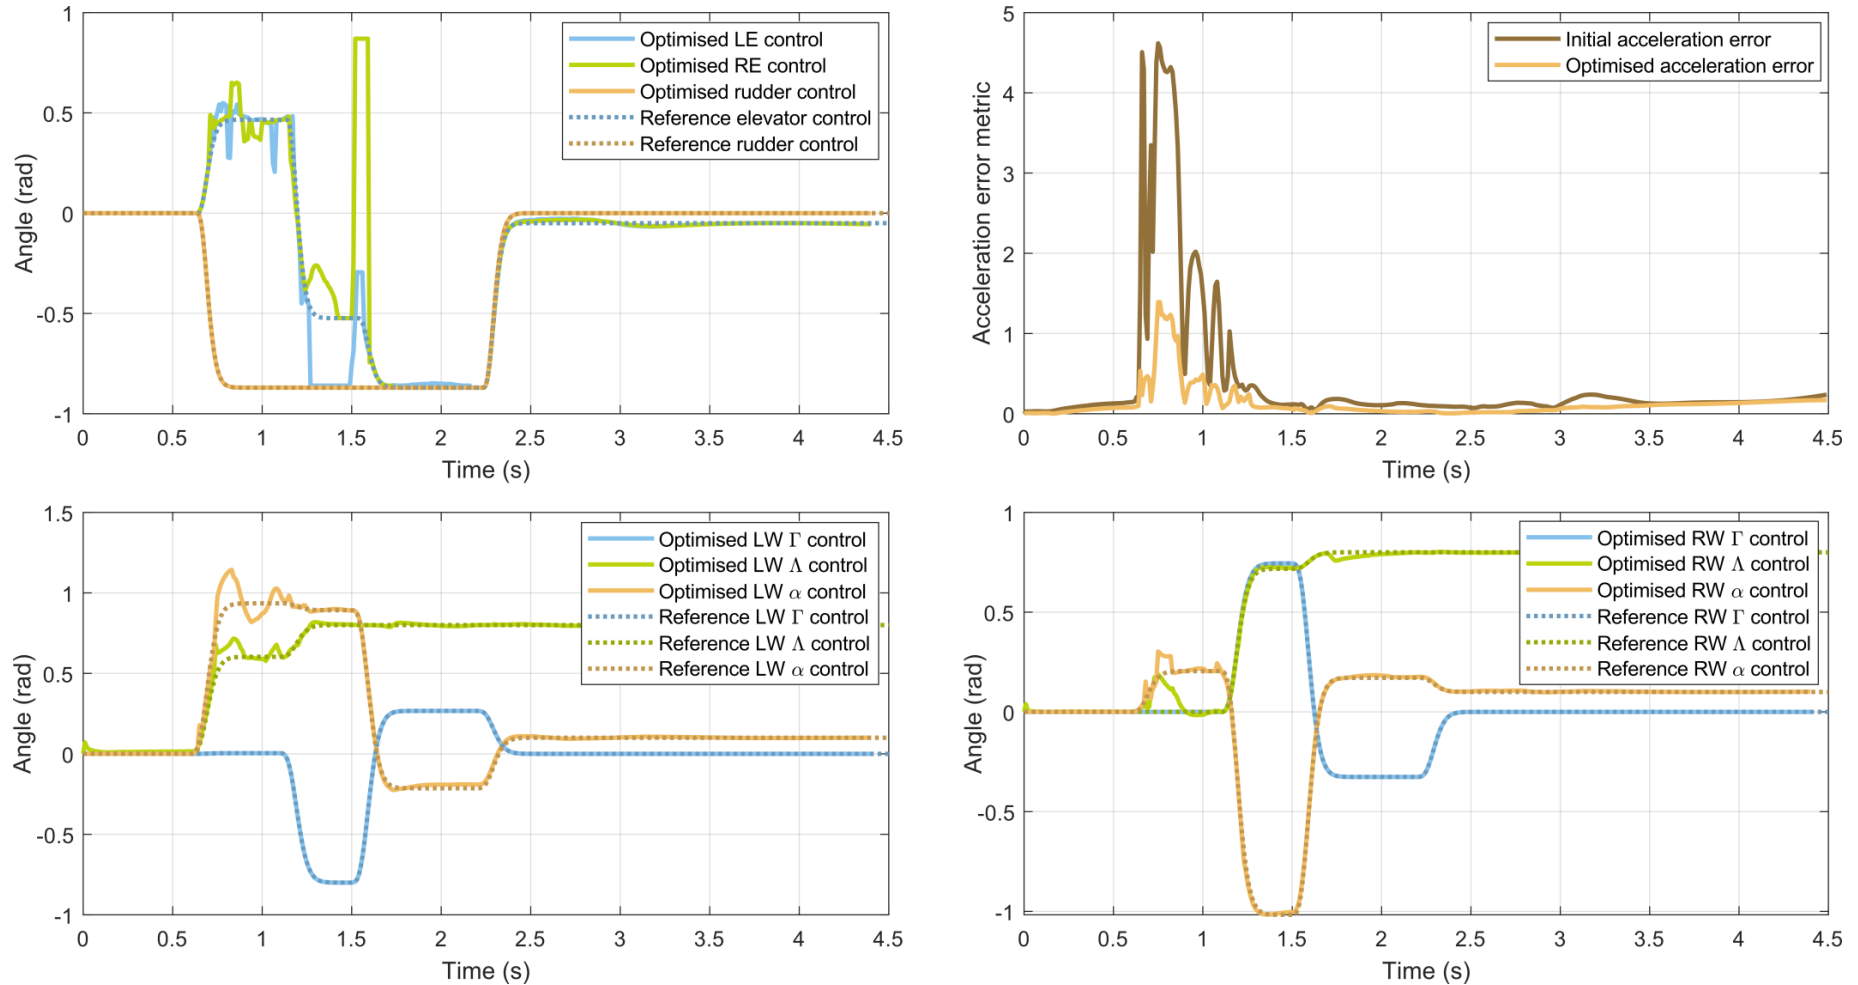 1
0.5
0
-0.5
-1
Angle (rad)
Optimised LE control
Optimised RE control
Optimised rudder control
Reference elevator control
Reference rudder control
0 0.5 1 1.5 2 2.5 3 3.5 4 4.5
Time (s)
5
4
3
2
1
0
Acceleration error metric
Initial acceleration error
Optimised acceleration error
0 0.5 1 1.5 2 2.5 3 3.5 4 4.5
Time (s)
1.5
1
0.5
0
-0.5
-1
Angle (rad)
Optimised LW Γ control
Optimised LW Λ control
Optimised LW α control
Reference LW Γ control
Reference LW Λ control
Reference LW α control
0 0.5 1 1.5 2 2.5 3 3.5 4 4.5
Time (s)
1
0.5
0
-0.5
-1
Angle (rad)
Optimised RW Γ control
Optimised RW Λ control
Optimised RW α control
Reference RW Γ control
Reference RW Λ control
Reference RW α control
0 0.5 1 1.5 2 2.5 3 3.5 4 4.5
Time (s)